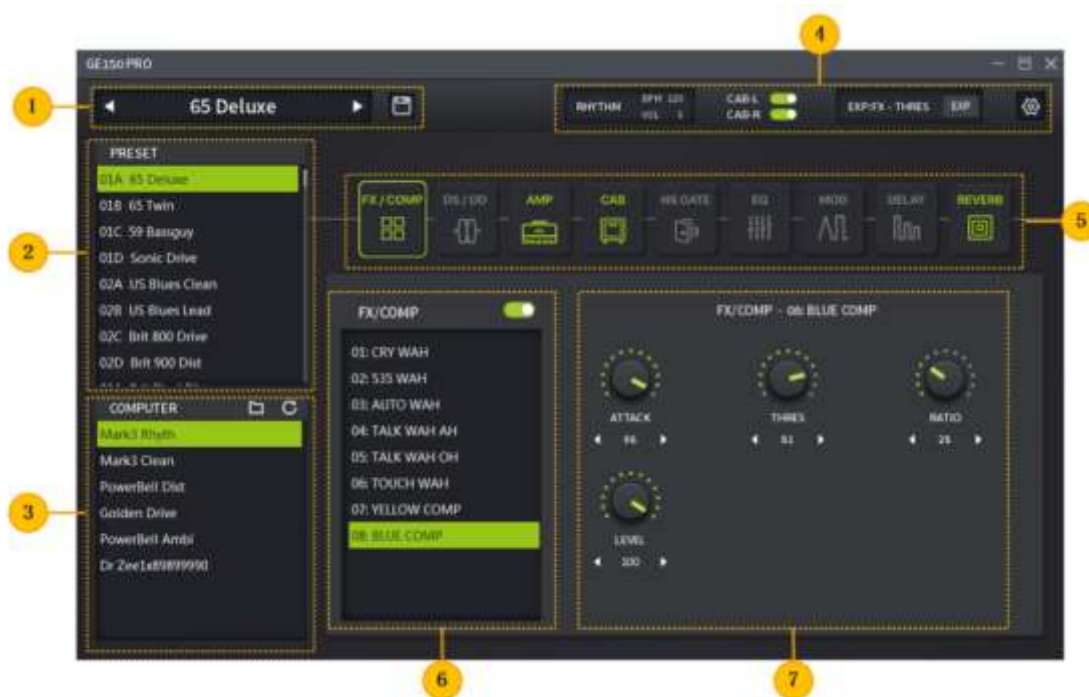 4
GE150 PRO
1
65 Deluxe
RHYTHM
BPM 120
VOL
CAB-L
CAB-R
EXP:FX - THRES
EXP
PRESET
01A 65 Deluxe
01B 65 Twin
01C 59 Bassguy
01D Sonic Drive
02A US Blues Clean
02B US Blues Lead
02C Brit 800 Drive
02D Brit 900 Dist
2
FX / COMP
DS / OD
AMP
CAB
NS GATE
EQ
MOD
DELAY
REVERB
5
FX/COMP
01: CRY WAH
02: 535 WAH
03: AUTO WAH
04: TALK WAH AH
05: TALK WAH OH
06: TOUCH WAH
07: YELLOW COMP
08: BLUE COMP
FX/COMP - 08: BLUE COMP
ATTACK
THRES
RATIO
LEVEL
100
COMPUTER
Mark3 Rhyth
Mark3 Clean
PowerBell Dist
Golden Drive
PowerBell Ambi
3
6
7